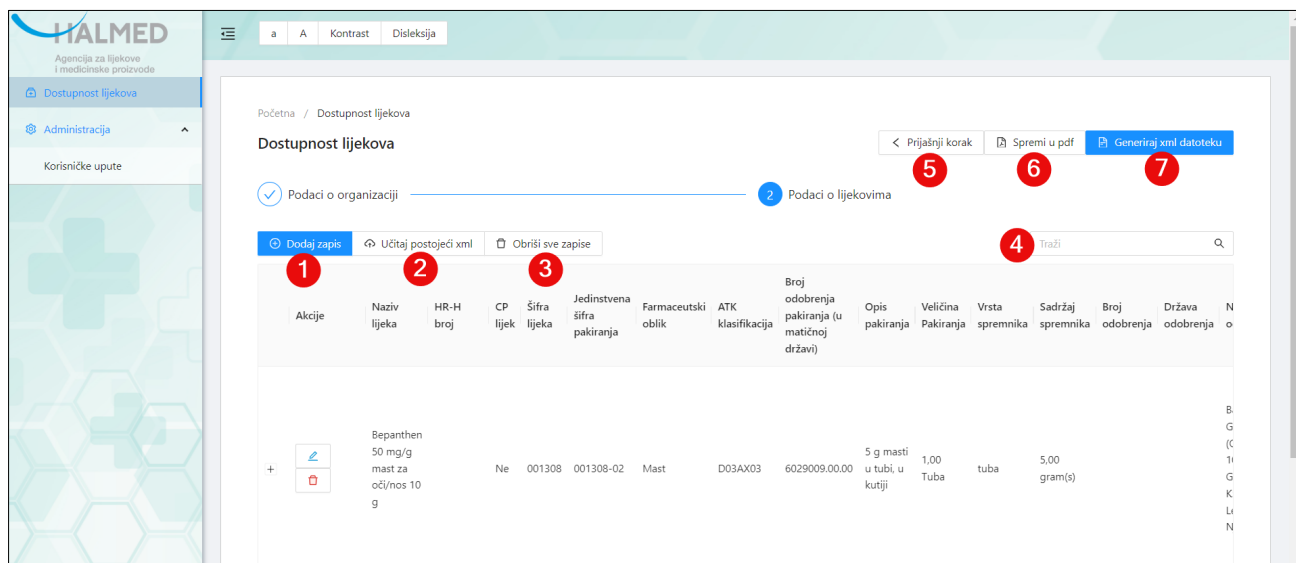 HALMED
Agencija za lijekove
i medicinske proizvode
a A Kontrast Disleksija
Dostupnost lijekova
Administracija
Korisničke upute
Početna / Dostupnost lijekova
Dostupnost lijekova
Prijašnji korak Spremi u pdf Generiraj xml datoteku
5 6 7
Podaci o organizaciji 2 Podaci o lijekovima
Dodaj zapis Učitaj postojeći xml Obriši sve zapise
4 Traži
1 2 3
Akcije
Naziv
lijeka
HR-H
broj
CP
lijek
Šifra
lijeka
Jedinstvena
šifra
pakiranja
Farmaceutski
oblik
ATK
klasifikacija
Broj
odobrenja
pakiranja (u
matičnoj
državi)
Opis
pakiranja
Veličina
Pakiranja
Vrsta
spremnika
Sadržaj
spremnika
Broj
odobrenja
Država
odobrenja
N
o
+
Bepanthen
50 mg/g
mast za
oči/nos 10
g
Ne
001308
001308-02
Mast
D03AX03
6029009.00.00
5 g masti
u tubi, u
kutiji
1,00
Tuba
tuba
5,00
gram(s)
G
G
K
N